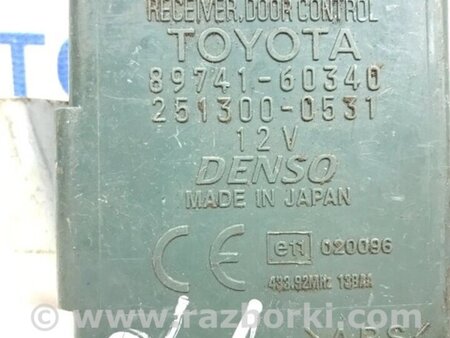 RECEIVER, DOOR CONTROL
TOYOTA
89741-60340
251300-0531
12V
DENSO
MADE IN JAPAN
CE e11 020096
433.92MHz
www.razborki.com